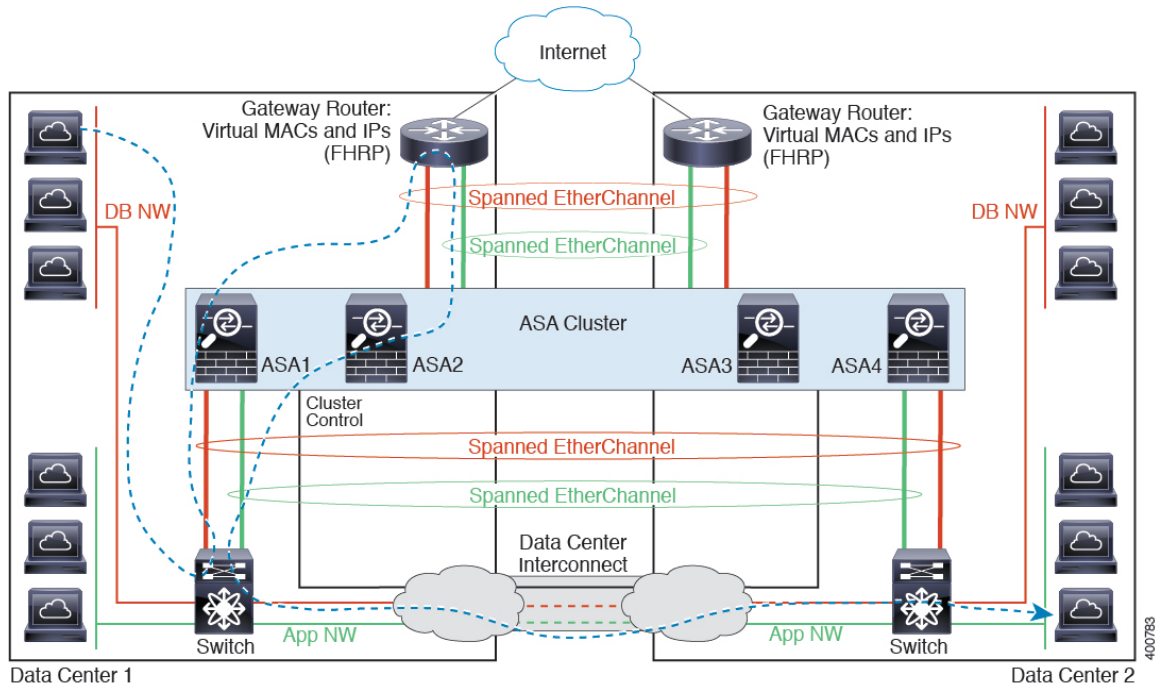 Internet
Gateway Router:
Virtual MACs and IPs
(FHRP)
Gateway Router:
Virtual MACs and IPs
(FHRP)
DB NW
Spanned EtherChannel
DB NW
Spanned EtherChannel
ASA Cluster
ASA1
ASA2
ASA3
ASA4
Cluster
Control
Spanned EtherChannel
Spanned EtherChannel
Data Center
Interconnect
App NW
App NW
Switch
Switch
400783
Data Center 1
Data Center 2